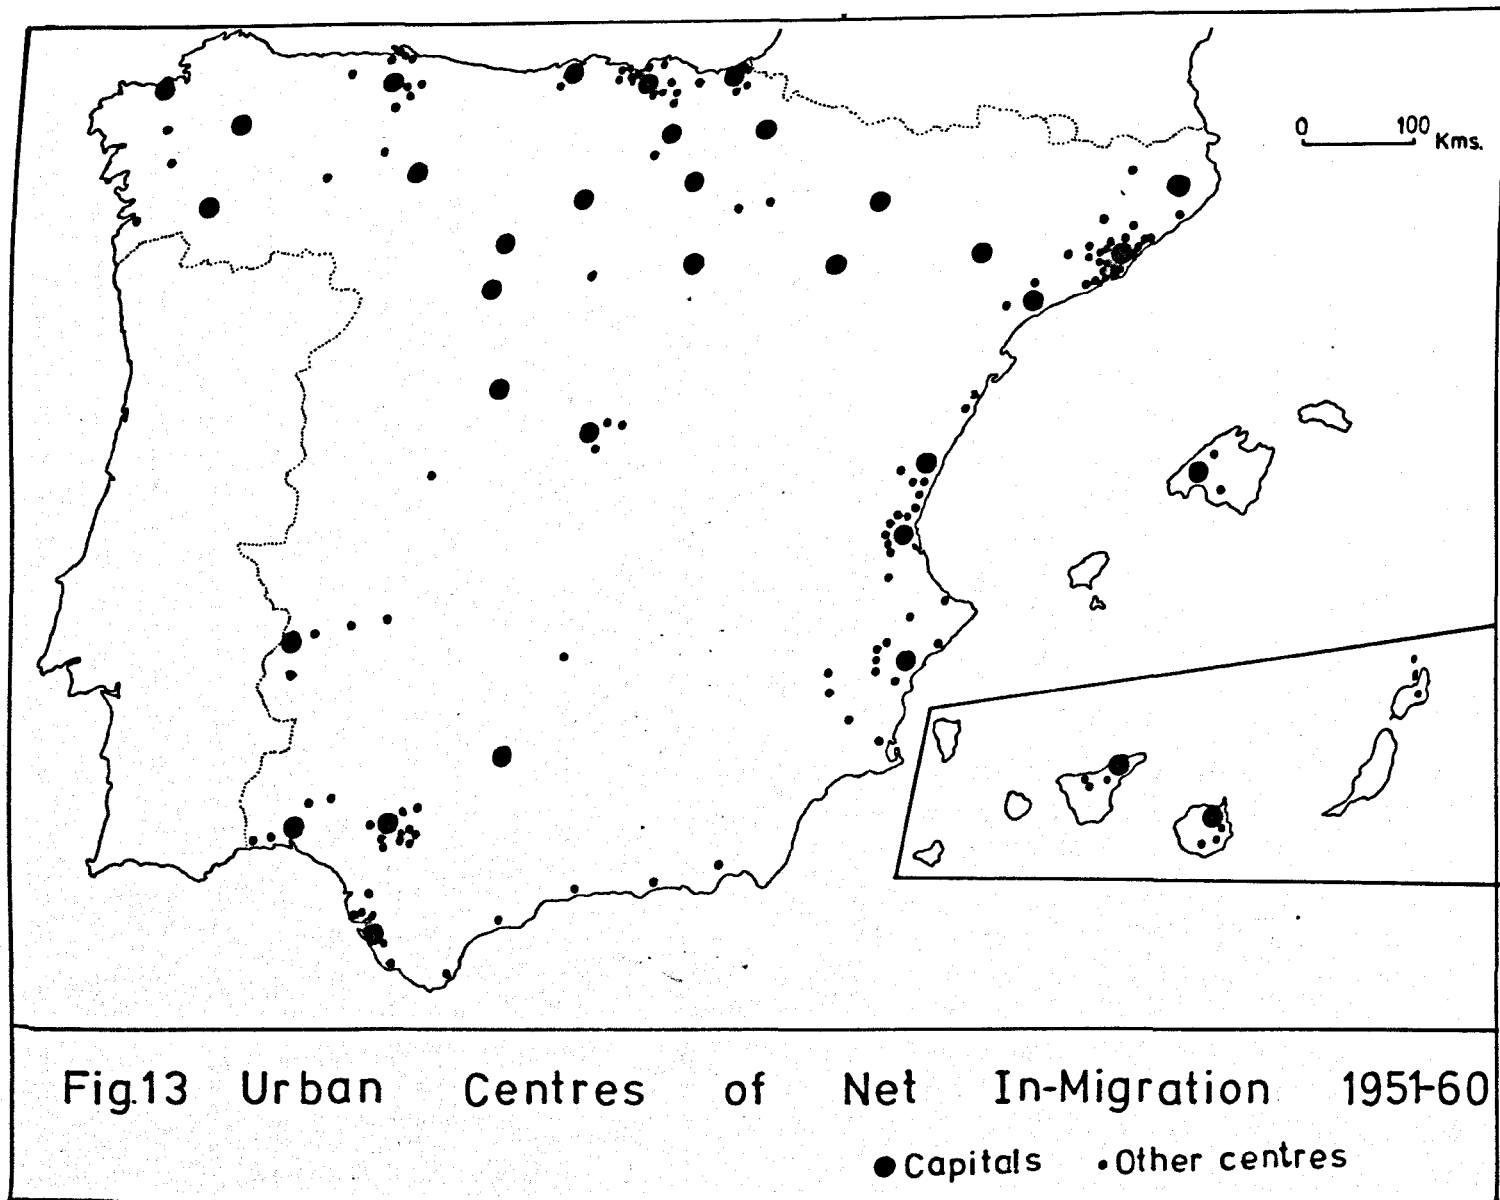 0 100 Kms.
Fig.13 Urban Centres of Net In-Migration 1951-60
Capitals Other centres